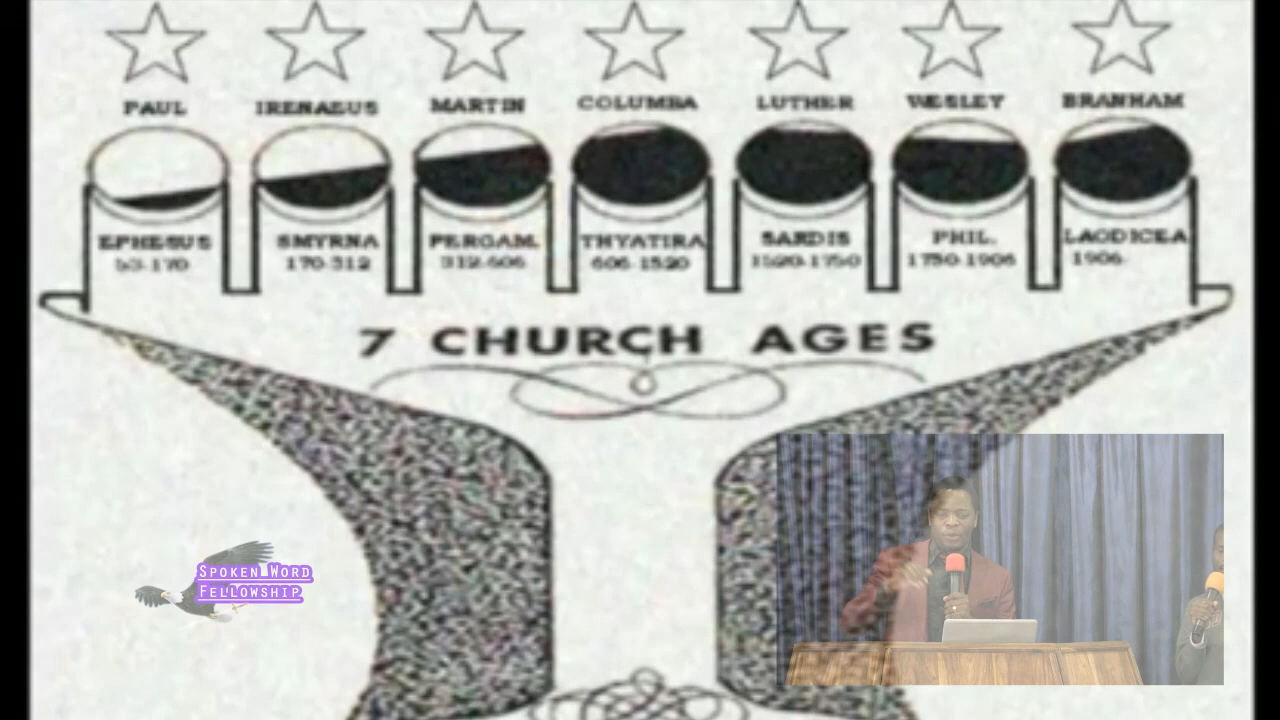 PAUL IRENAEUS MARTIN COLUMBA LUTHER WESLEY BRANHAM
EPHESUS SMYRNA PERGAM. THYATIRA SARDIS PHIL. LAODICEA
53-170 170-312 312-606 606-1520 1520-1750 1750-1906 1906-
7 CHURCH AGES
SPOKEN WORD
FELLOWSHIP